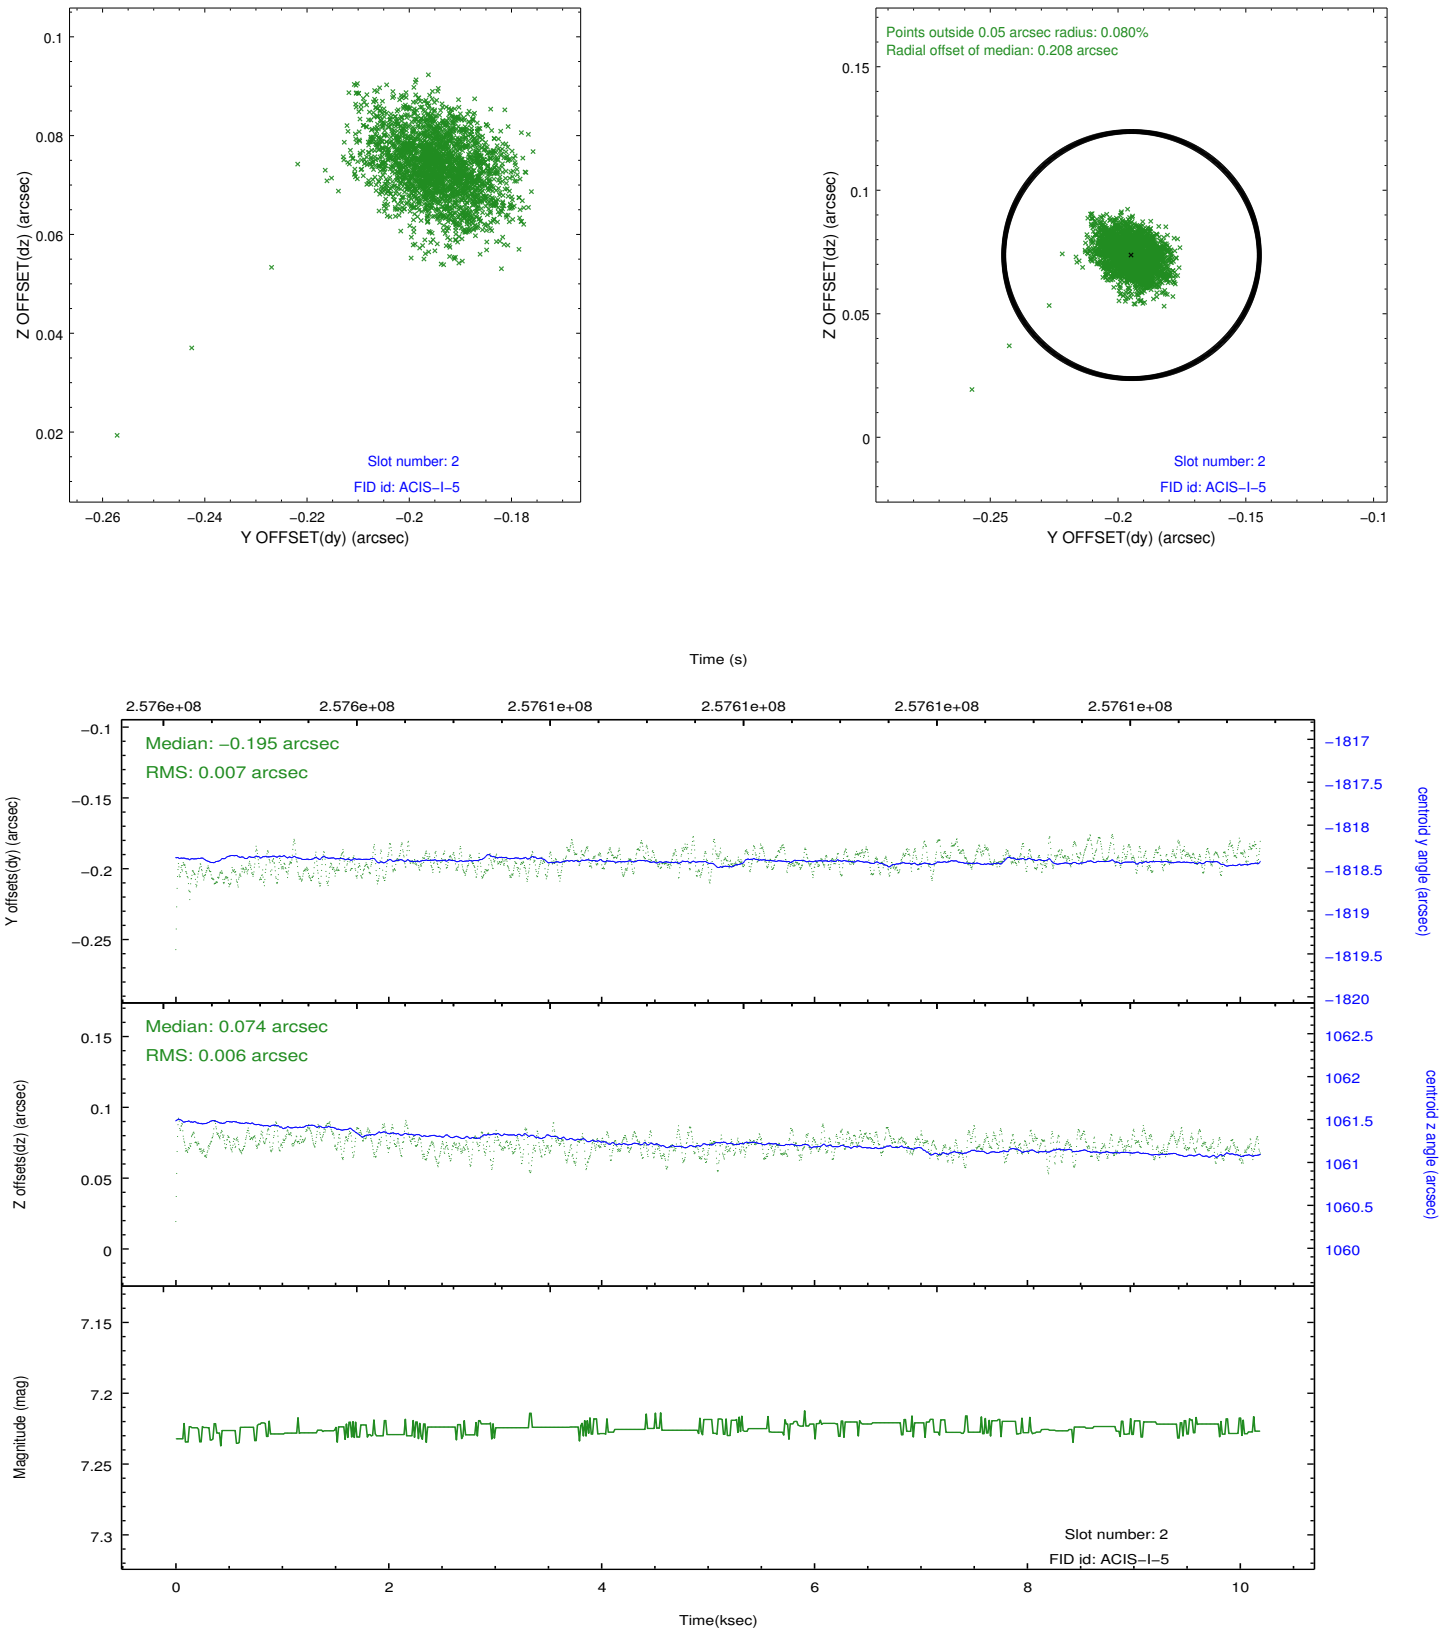 0.1
0.08
0.06
0.04
0.02
Z OFFSET(dz) (arcsec)
−0.26
−0.24
−0.22
−0.2
−0.18
Y OFFSET(dy) (arcsec)
Slot number: 2
FID id: ACIS−I−5
Points outside 0.05 arcsec radius: 0.080%
Radial offset of median: 0.208 arcsec
0.15
0.1
0.05
0
Z OFFSET(dz) (arcsec)
−0.25
−0.2
−0.15
−0.1
Y OFFSET(dy) (arcsec)
Slot number: 2
FID id: ACIS−I−5
Time (s)
2.576e+08
2.576e+08
2.5761e+08
2.5761e+08
2.5761e+08
2.5761e+08
−0.1
−0.15
−0.2
−0.25
Y offsets(dy) (arcsec)
Median: −0.195 arcsec
RMS: 0.007 arcsec
−1817
−1817.5
−1818
−1818.5
−1819
−1819.5
−1820
centroid y angle (arcsec)
0.15
0.1
0.05
0
Z offsets(dz) (arcsec)
Median: 0.074 arcsec
RMS: 0.006 arcsec
1062.5
1062
1061.5
1061
1060.5
1060
centroid z angle (arcsec)
7.15
7.2
7.25
7.3
Magnitude (mag)
Slot number: 2
FID id: ACIS−I−5
0
2
4
6
8
10
Time(ksec)